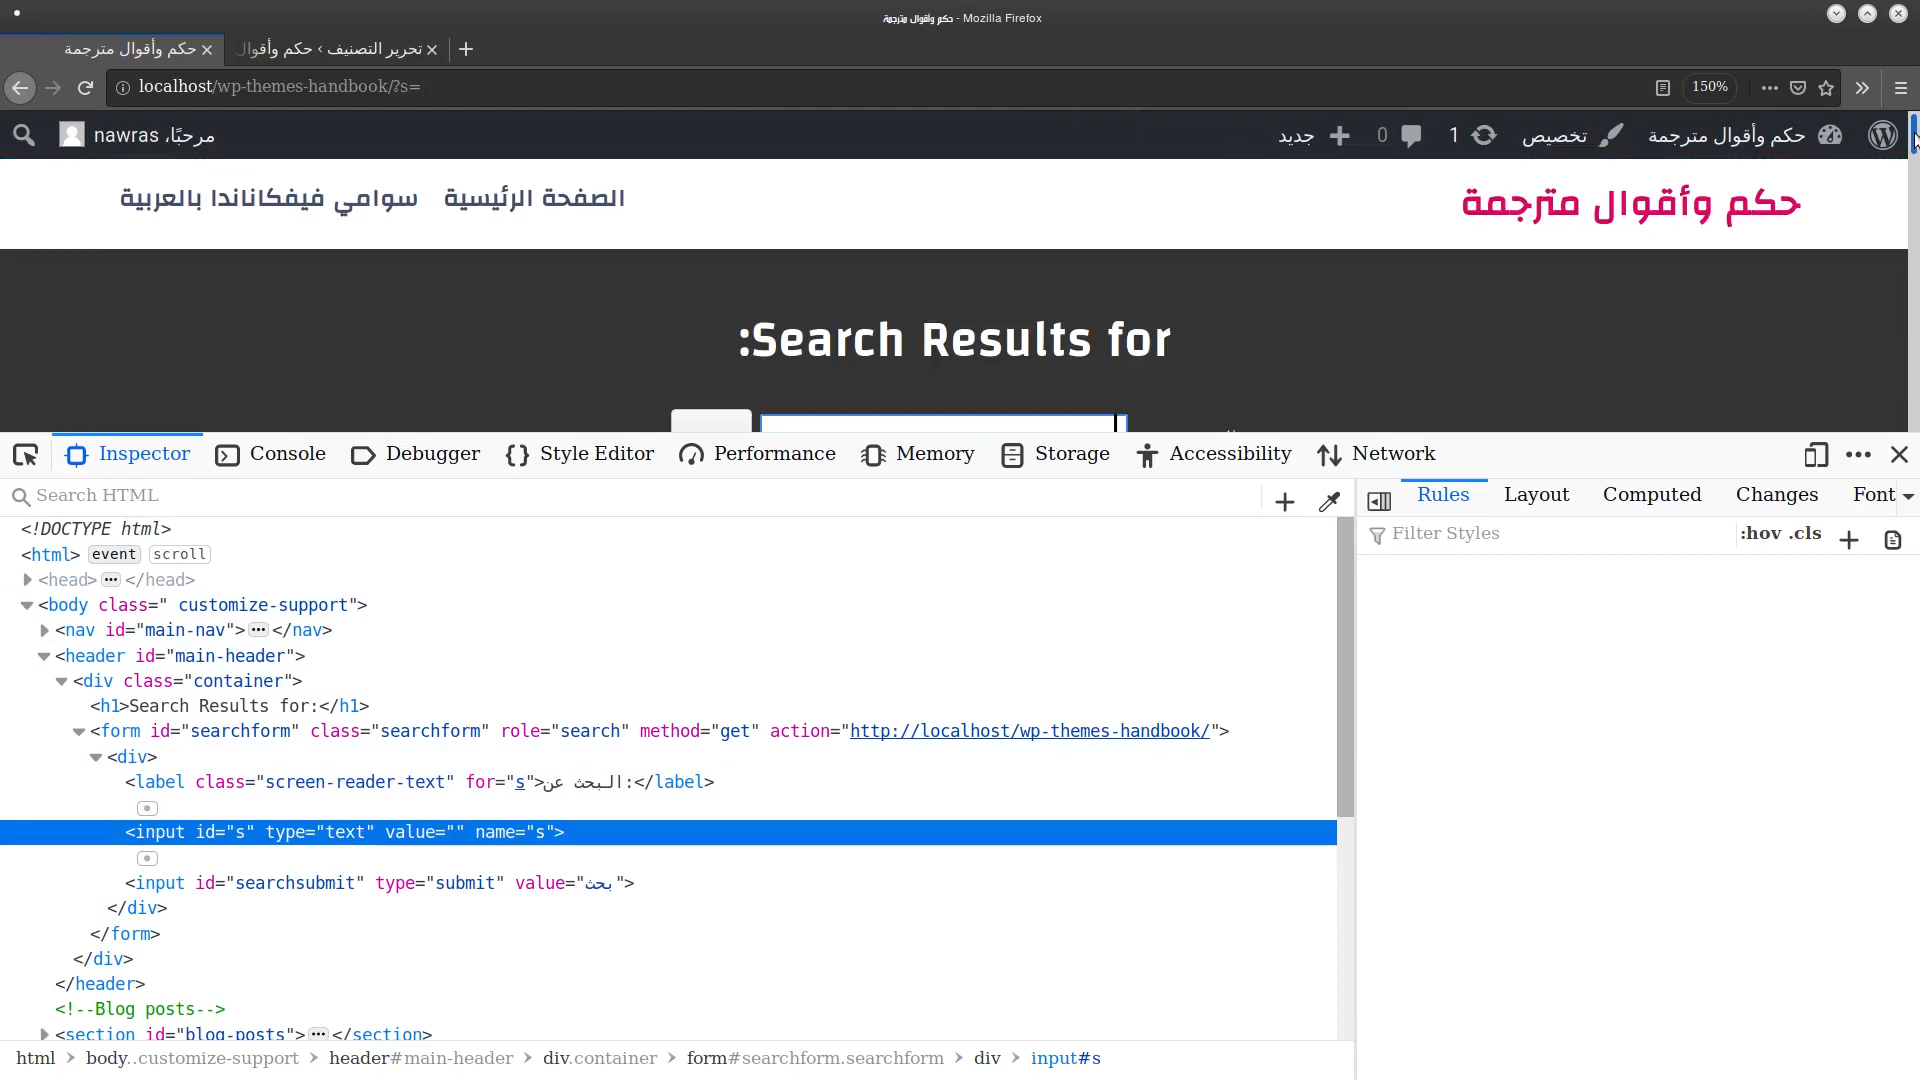 حكم وأقوال مترجمة - Mozilla Firefox
حكم وأقوال مترجمة
تحرير التصنيف ‹ حكم وأقوال
localhost/wp-themes-handbook/?s=
150%
مرحبًا، nawras
جديد
0
1
تخصيص
حكم وأقوال مترجمة
حكم وأقوال مترجمة
الصفحة الرئيسية
سوامي فيفكاناندا بالعربية
:Search Results for
Inspector
Console
Debugger
Style Editor
Performance
Memory
Storage
Accessibility
Network
Search HTML
Rules
Layout
Computed
Changes
Font
Filter Styles
:hov .cls
<!DOCTYPE html>
<html> event scroll
<head> ••• </head>
<body class=" customize-support">
<nav id="main-nav"> ••• </nav>
<header id="main-header">
<div class="container">
<h1>Search Results for:</h1>
<form id="searchform" class="searchform" role="search" method="get" action="http://localhost/wp-themes-handbook/">
<div>
<label class="screen-reader-text" for="s">البحث عن:</label>
<input id="s" type="text" value="" name="s">
<input id="searchsubmit" type="submit" value="بحث">
</div>
</form>
</div>
</header>
<!--Blog posts-->
<section id="blog-posts"> ••• </section>
html > body..customize-support > header#main-header > div.container > form#searchform.searchform > div > input#s